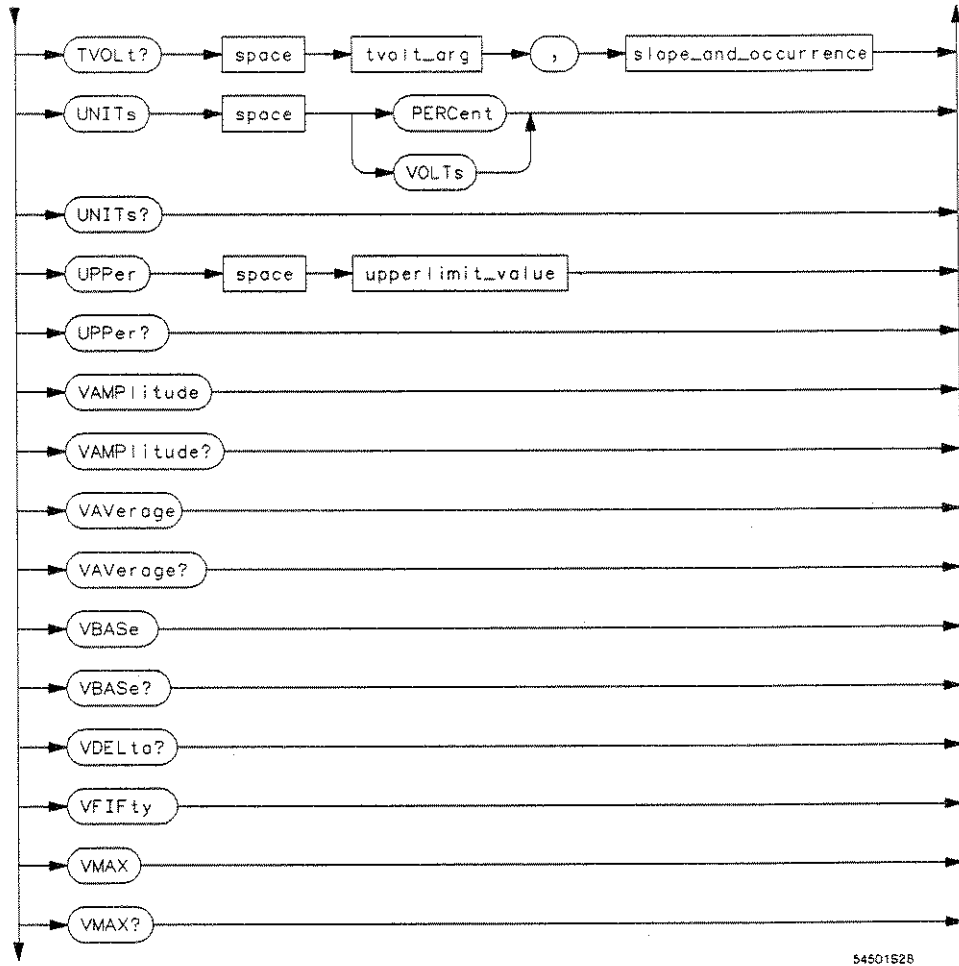 TVOLt? space tvolt_arg , slope_and_occurrence
UNITs space PERCent
VOLTs
UNITs?
UPPer space upperlimit_value
UPPer?
VAMPlitude
VAMPlitude?
VAVerage
VAVerage?
VBASe
VBASe?
VDELta?
VFIFty
VMAX
VMAX?
54501S28